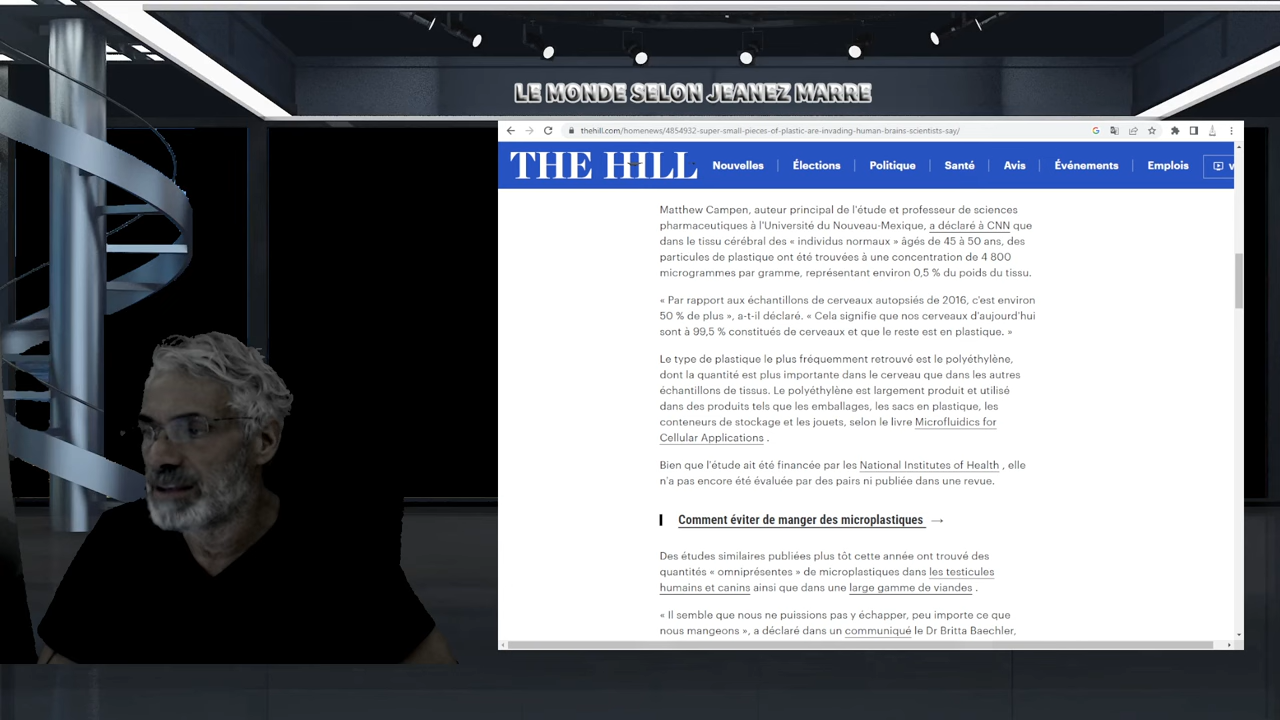 LE MONDE SELON JEANEZ MARRE
thehill.com/homenews/4854932-super-small-pieces-of-plastic-are-invading-human-brains-scientists-say/
THE HILL Nouvelles Élections Politique Santé Avis Événements Emplois
Matthew Campen, auteur principal de l'étude et professeur de sciences
pharmaceutiques à l'Université du Nouveau-Mexique, a déclaré à CNN que
dans le tissu cérébral des « individus normaux » âgés de 45 à 50 ans, des
particules de plastique ont été trouvées à une concentration de 4 800
microgrammes par gramme, représentant environ 0,5 % du poids du tissu.
« Par rapport aux échantillons de cerveaux autopsiés de 2016, c'est environ
50 % de plus », a-t-il déclaré. « Cela signifie que nos cerveaux d'aujourd'hui
sont à 99,5 % constitués de cerveaux et que le reste est en plastique. »
Le type de plastique le plus fréquemment retrouvé est le polyéthylène,
dont la quantité est plus importante dans le cerveau que dans les autres
échantillons de tissus. Le polyéthylène est largement produit et utilisé
dans des produits tels que les emballages, les sacs en plastique, les
conteneurs de stockage et les jouets, selon le livre Microfluidics for
Cellular Applications .
Bien que l'étude ait été financée par les National Institutes of Health , elle
n'a pas encore été évaluée par des pairs ni publiée dans une revue.
Comment éviter de manger des microplastiques →
Des études similaires publiées plus tôt cette année ont trouvé des
quantités « omniprésentes » de microplastiques dans les testicules
humains et canins ainsi que dans une large gamme de viandes .
« Il semble que nous ne puissions pas y échapper, peu importe ce que
nous mangeons », a déclaré dans un communiqué le Dr Britta Baechler,